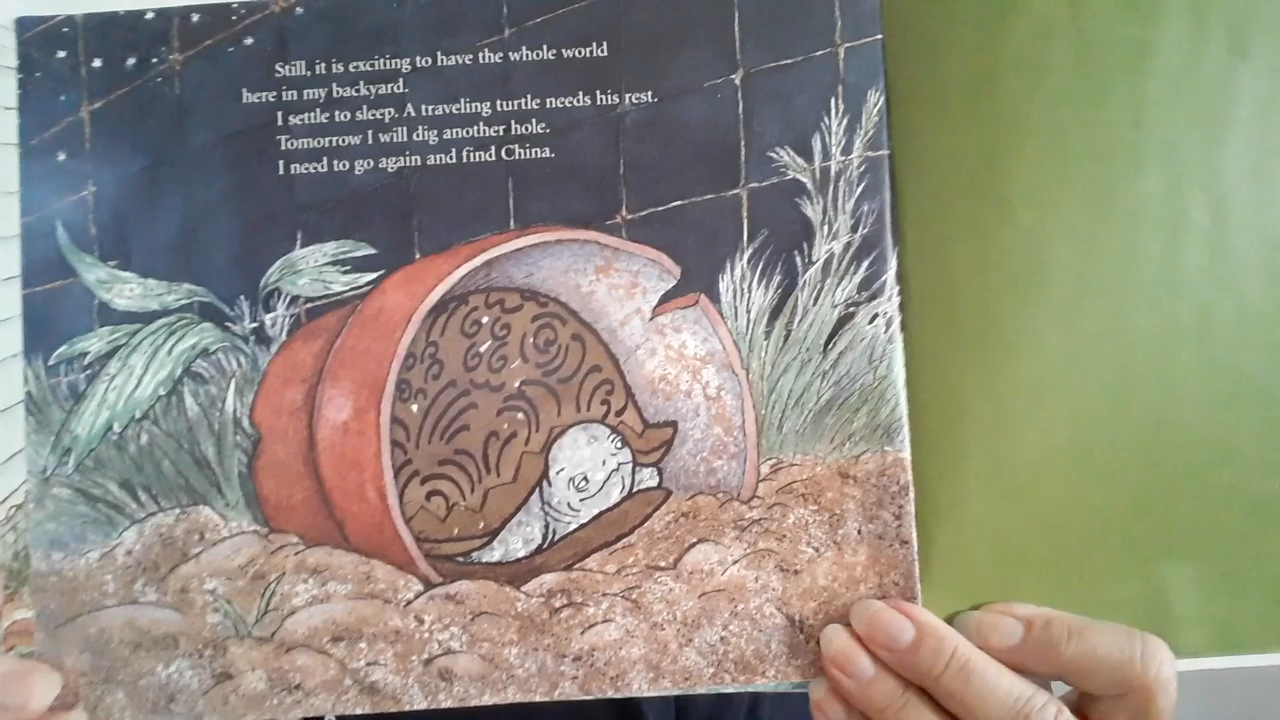 Still, it is exciting to have the whole world
here in my backyard.
I settle to sleep. A traveling turtle needs his rest.
Tomorrow I will dig another hole.
I need to go again and find China.